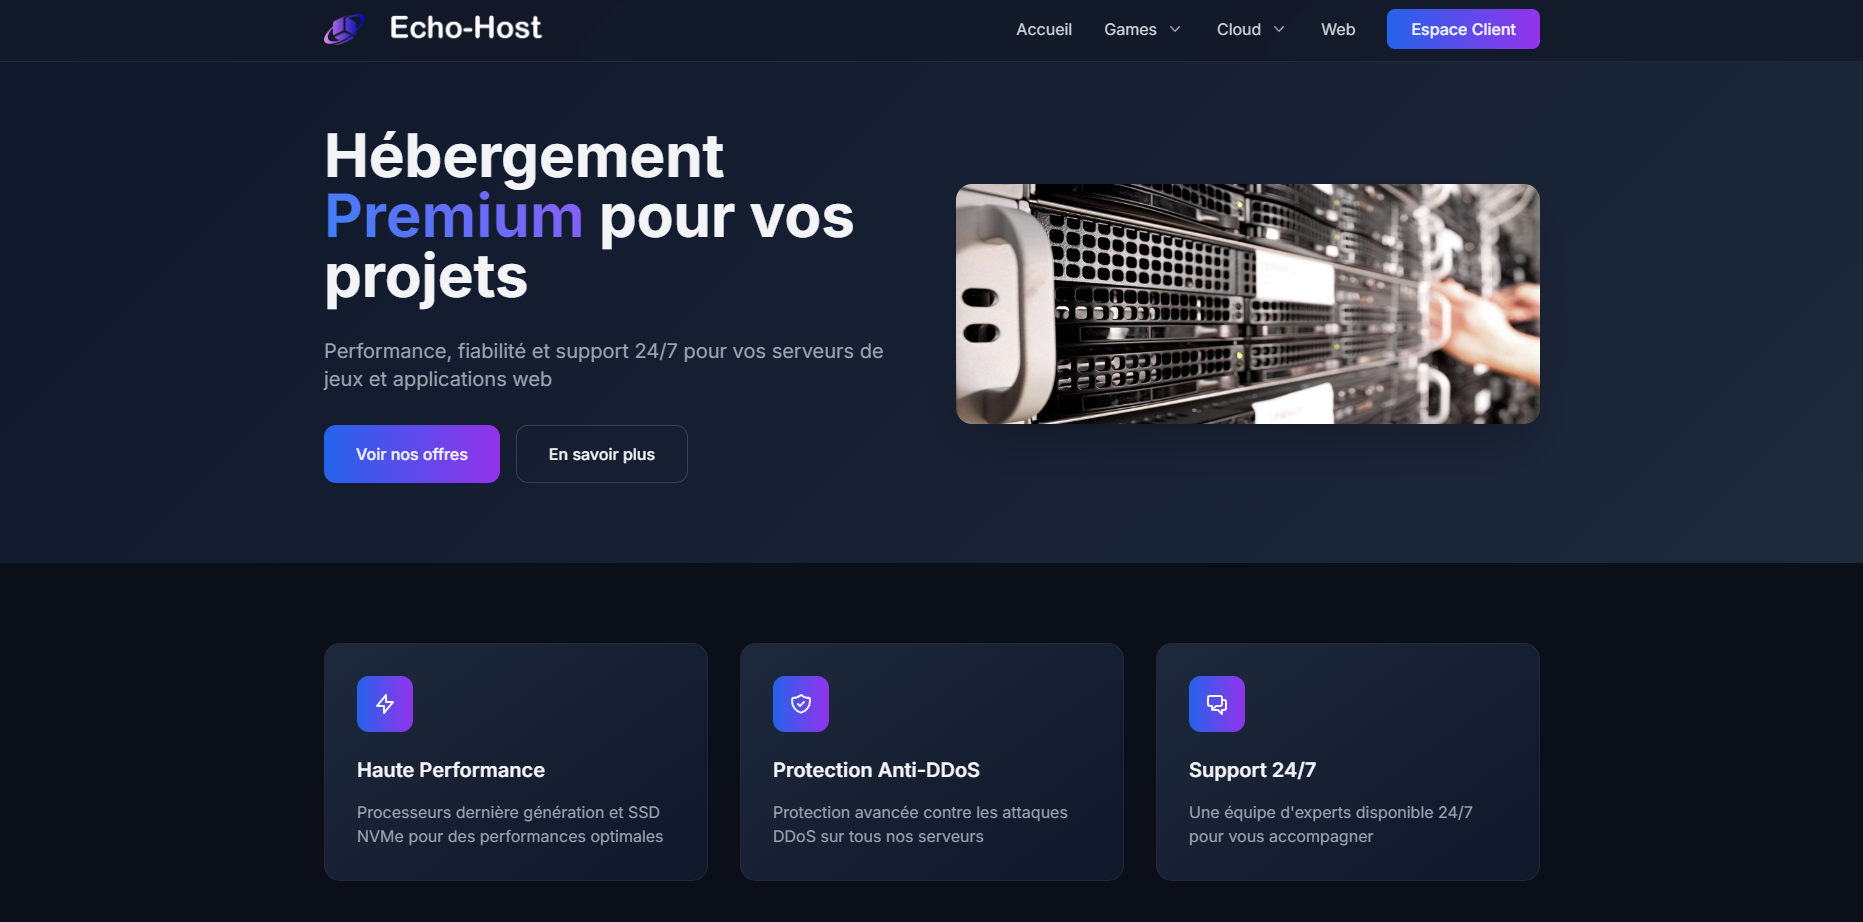 Echo-Host
Accueil
Games
Cloud
Web
Espace Client
Hébergement
Premium pour vos
projets
Performance, fiabilité et support 24/7 pour vos serveurs de
jeux et applications web
Voir nos offres
En savoir plus
Haute Performance
Processeurs dernière génération et SSD
NVMe pour des performances optimales
Protection Anti-DDoS
Protection avancée contre les attaques
DDoS sur tous nos serveurs
Support 24/7
Une équipe d'experts disponible 24/7
pour vous accompagner